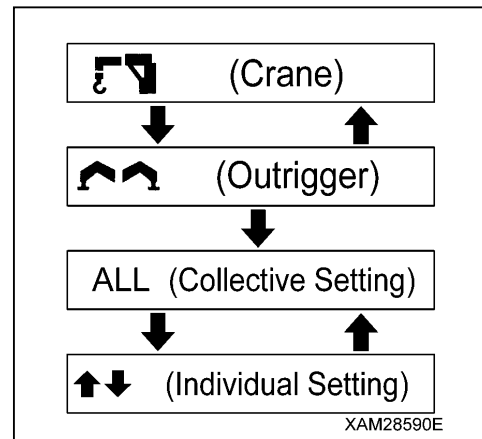 (Crane)
(Outrigger)
ALL (Collective Setting)
(Individual Setting)
XAM28590E